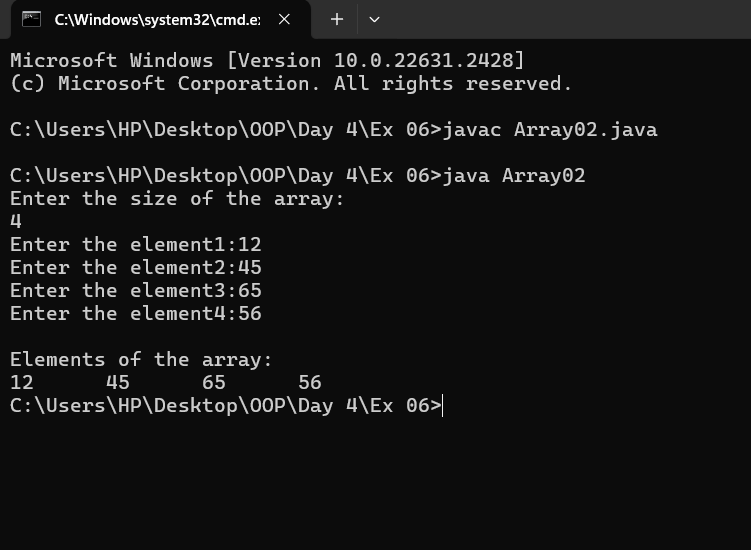 C:\Windows\system32\cmd.e:
Microsoft Windows [Version 10.0.22631.2428]
(c) Microsoft Corporation. All rights reserved.
C:\Users\HP\Desktop\OOP\Day 4\Ex 06>javac Array02.java
C:\Users\HP\Desktop\OOP\Day 4\Ex 06>java Array02
Enter the size of the array:
4
Enter the element1:12
Enter the element2:45
Enter the element3:65
Enter the element4:56
Elements of the array:
12      45      65      56
C:\Users\HP\Desktop\OOP\Day 4\Ex 06>